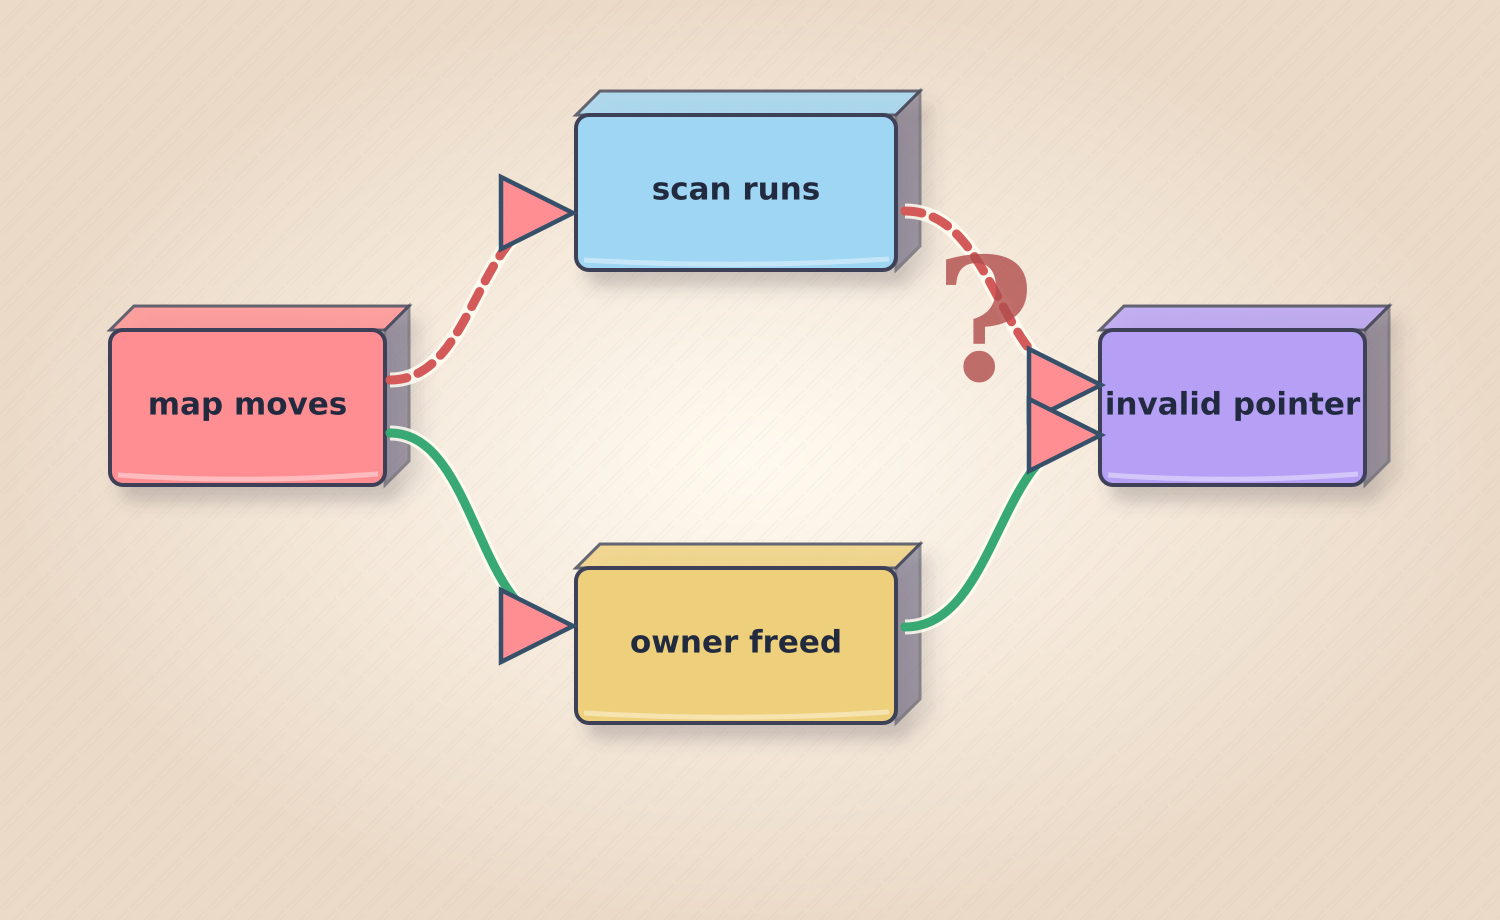 scan runs
?
map moves
invalid pointer
owner freed